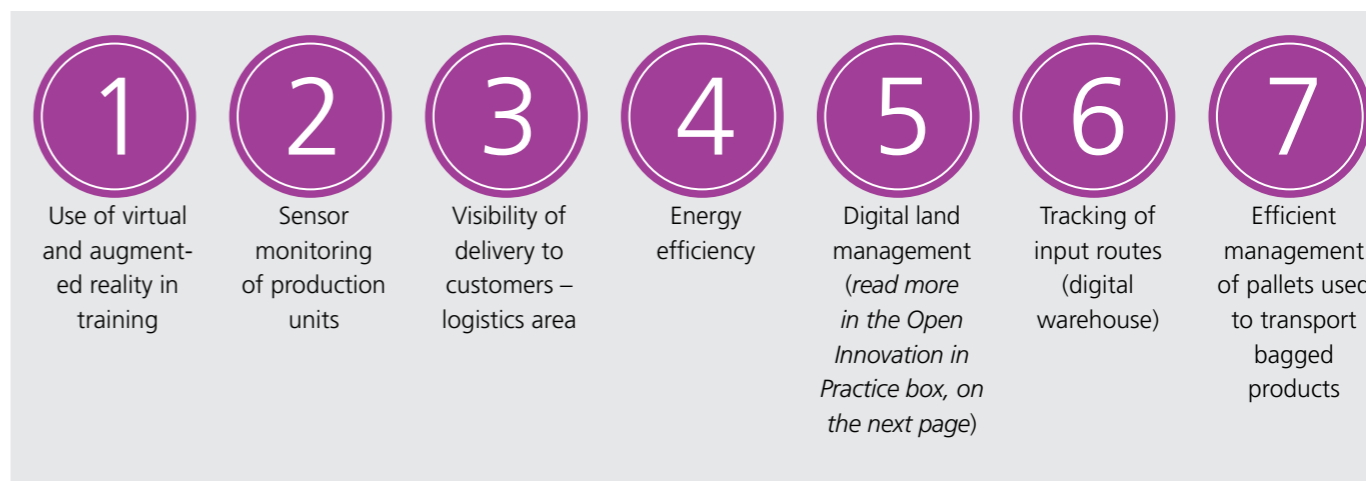 1
Use of virtual
and augment-
ed reality in
training
2
Sensor
monitoring
of production
units
3
Visibility of
delivery to
customers –
logistics area
4
Energy
efficiency
5
Digital land
management
(read more
in the Open
Innovation in
Practice box, on
the next page)
6
Tracking of
input routes
(digital
warehouse)
7
Efficient
management
of pallets used
to transport
bagged
products